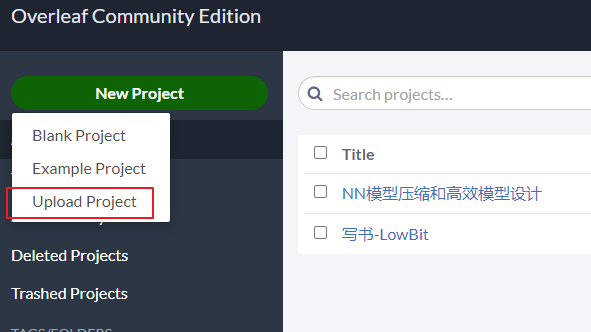 Overleaf Community Edition
New Project
Search projects…
Blank Project
Example Project
Upload Project
Deleted Projects
Trashed Projects
TAGS/FOLDERS
Title
NN模型压缩和高效模型设计
写书-LowBit